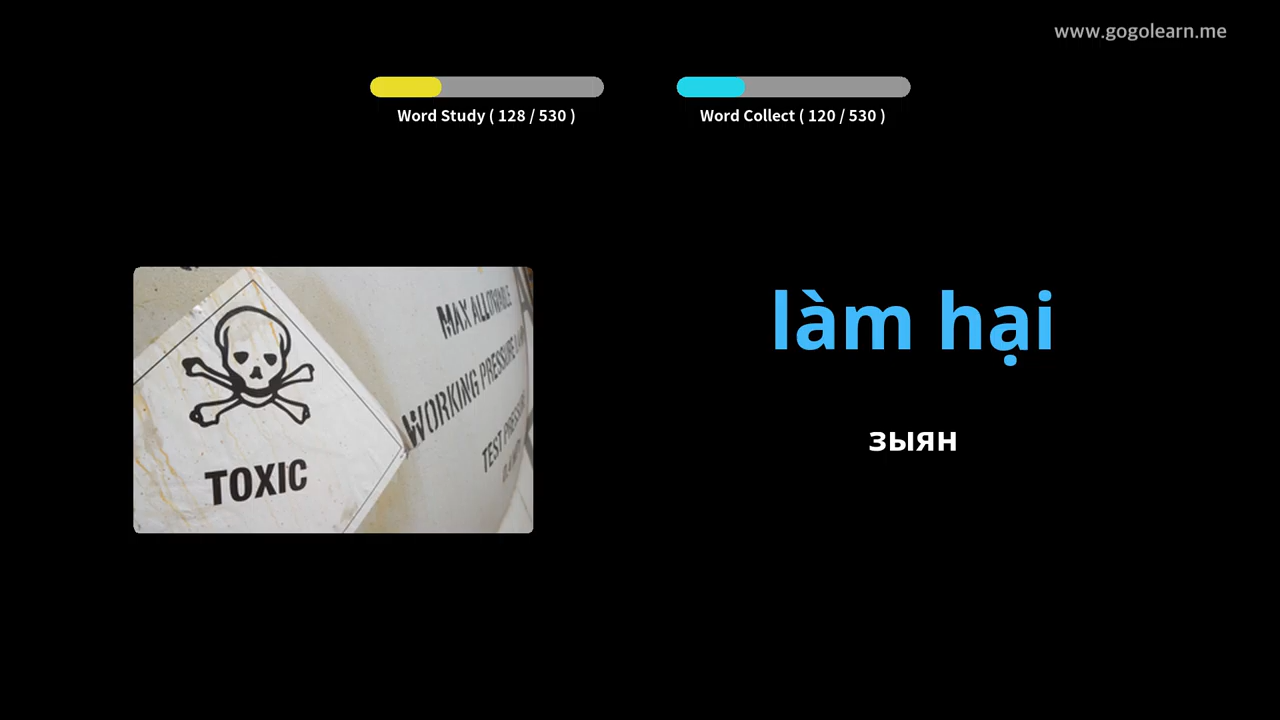 www.gogolearn.me
Word Study ( 128 / 530 )
Word Collect ( 120 / 530 )
làm hại
зыян
TOXIC
MAX ALLOWABLE
WORKING PRESSURE
TEST PRESSURE